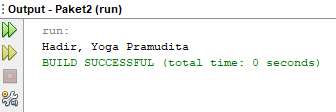 Output - Paket2 (run)
run:
Hadir, Yoga Pramudita
BUILD SUCCESSFUL (total time: 0 seconds)